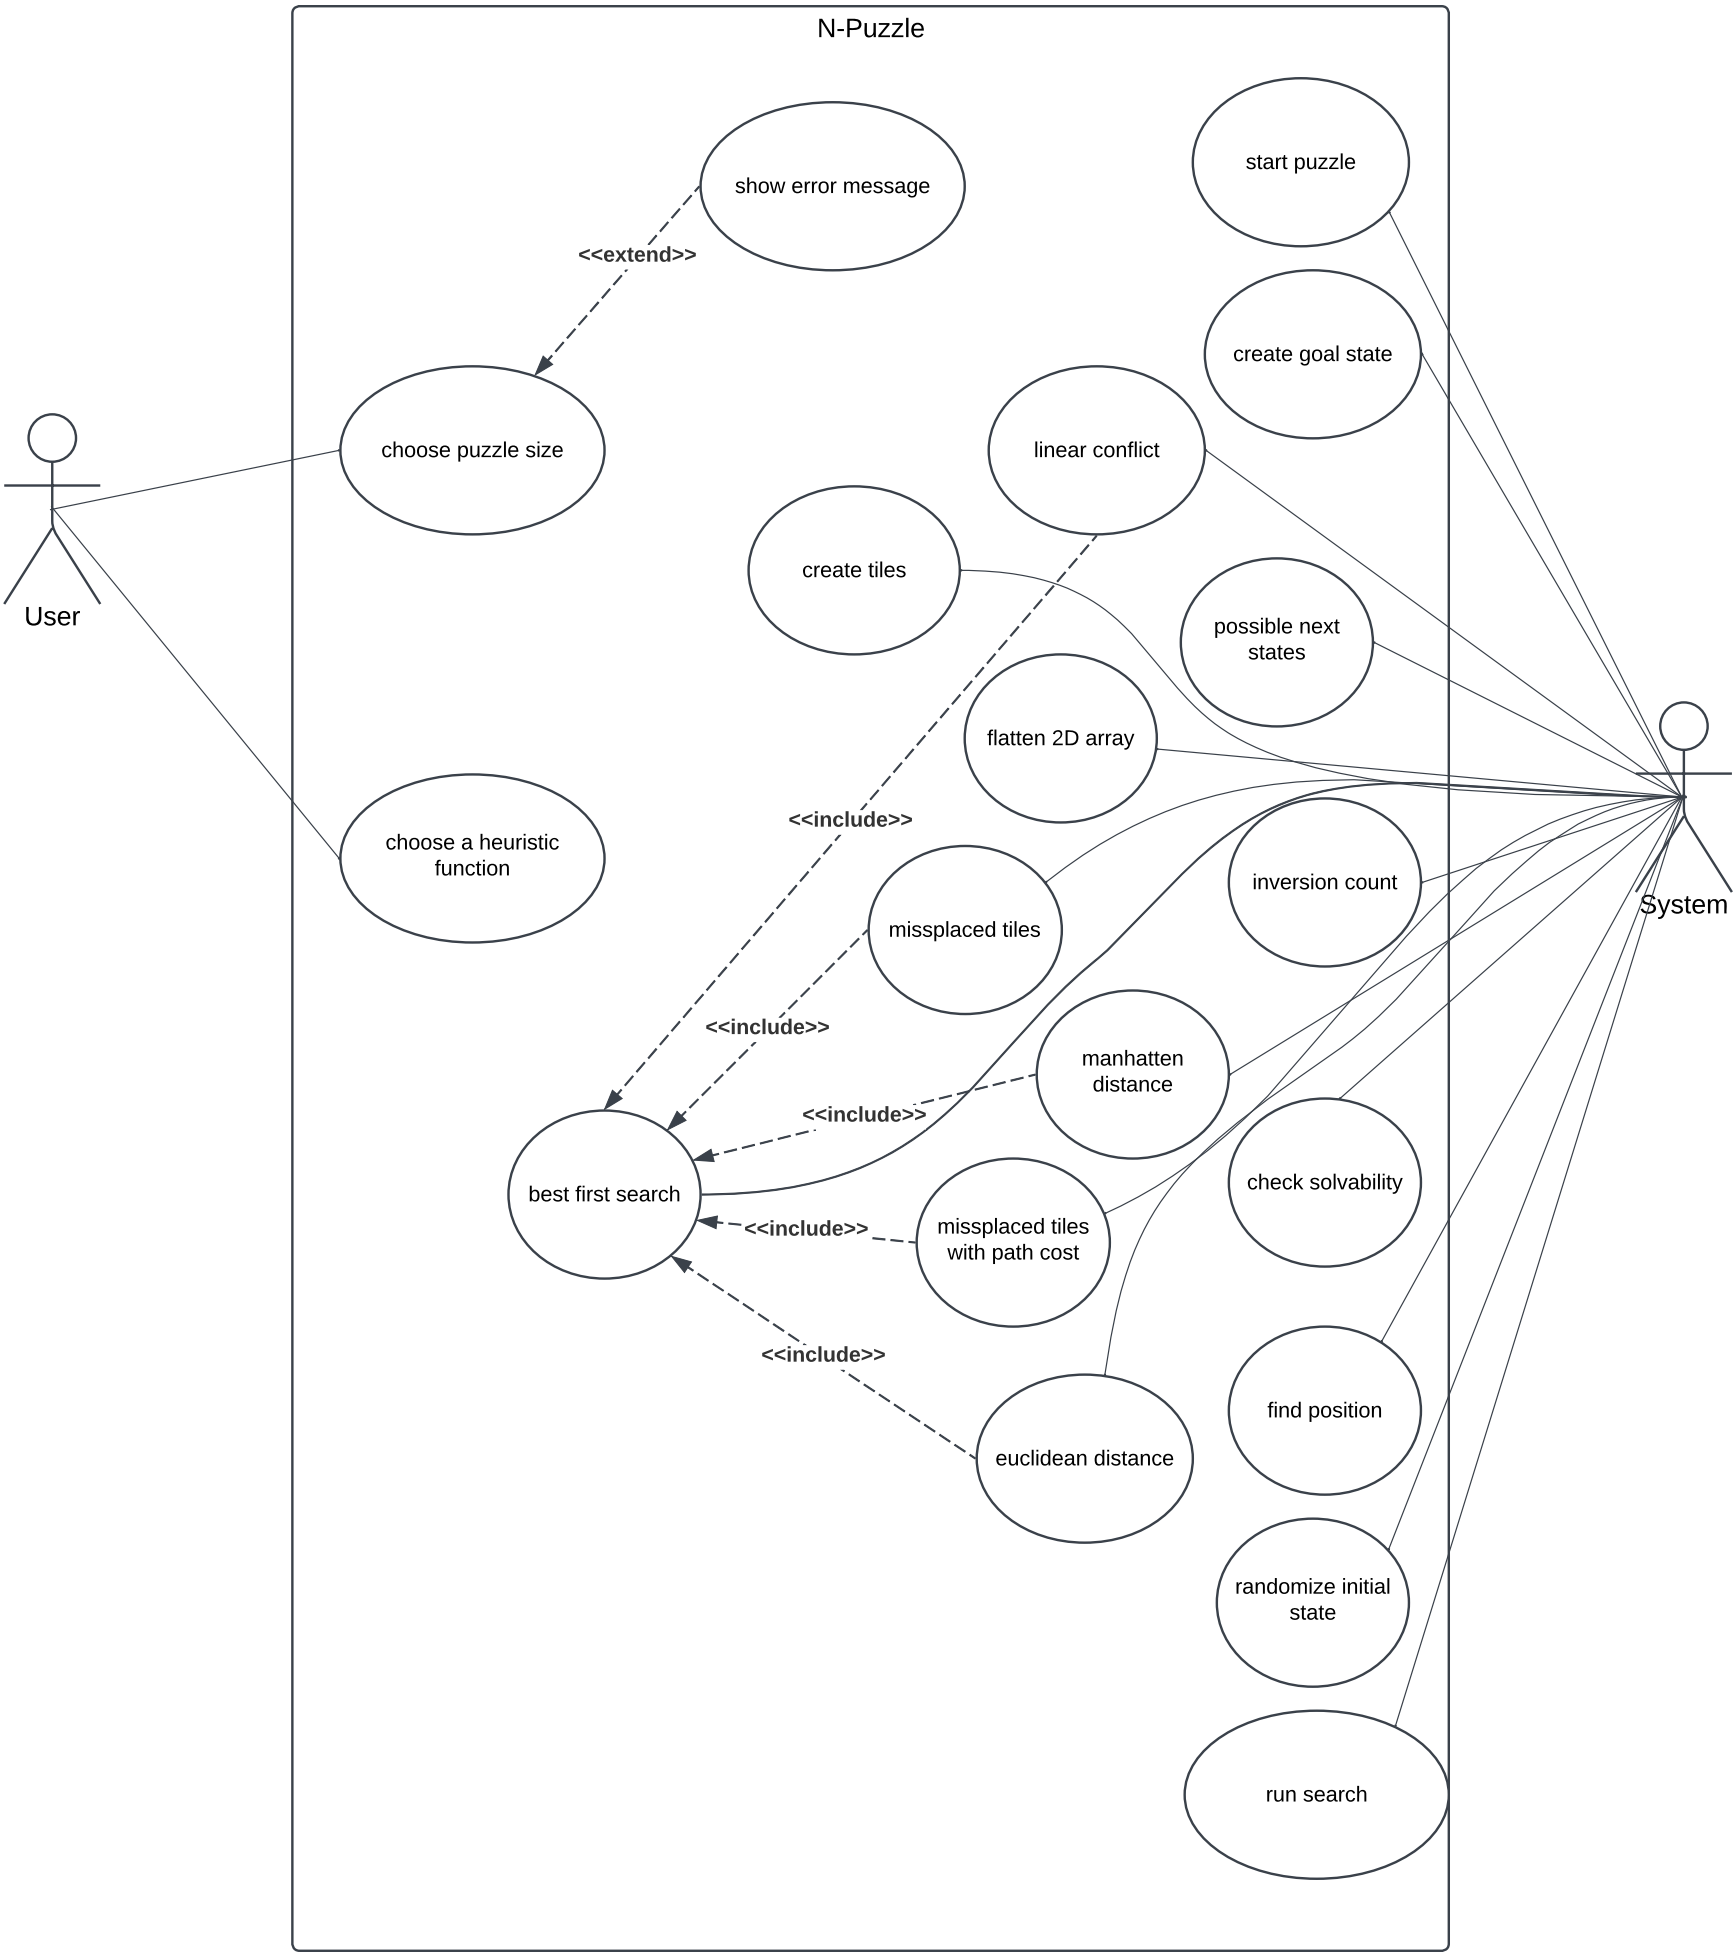 N-Puzzle
start puzzle
show error message
<<extend>>
create goal state
choose puzzle size
linear conflict
create tiles
User
possible next
states
flatten 2D array
<<include>>
choose a heuristic
function
inversion count
System
missplaced tiles
<<include>>
manhatten
distance
<<include>>
best first search
check solvability
<<include>>
missplaced tiles
with path cost
<<include>>
find position
euclidean distance
randomize initial
state
run search